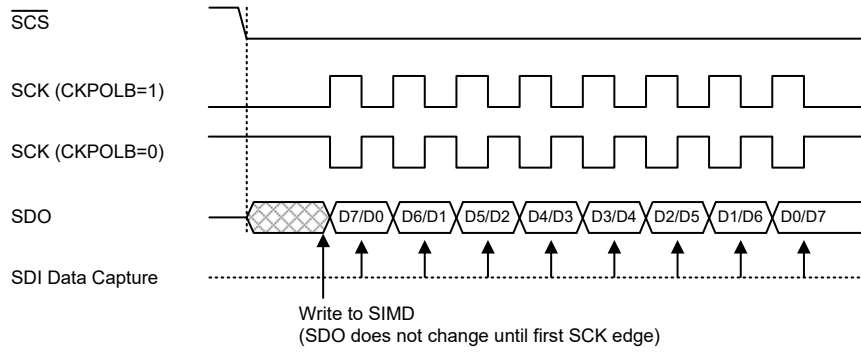 SCS
SCK (CKPOLB=1)
SCK (CKPOLB=0)
SDO D7/D0 D6/D1 D5/D2 D4/D3 D3/D4 D2/D5 D1/D6 D0/D7
SDI Data Capture
Write to SIMD
(SDO does not change until first SCK edge)